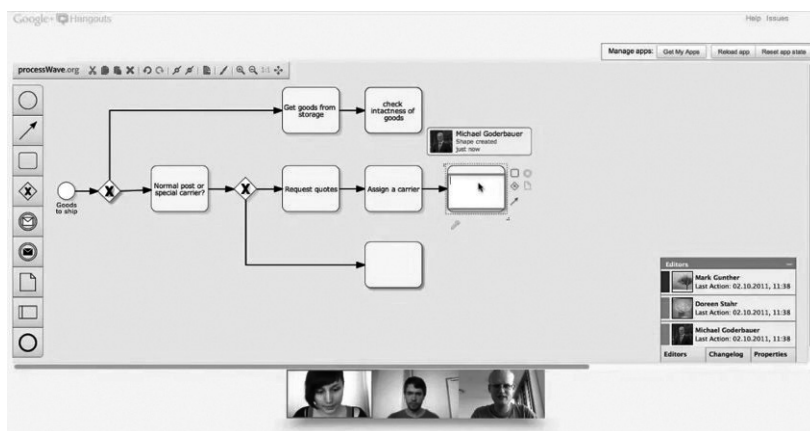 Google+ Hangouts
Help Issues
Manage apps: Get My Apps Reload app Reset app state
processWave.org
1:1
Get goods from
storage
check
intactness of
goods
Michael Goderbauer
Shape created
just now
X
Normal post or
special carrier?
X
Request quotes
Assign a carrier
Goods
to ship
X
Editors
Mark Gunther
Last Action: 02.10.2011, 11:38
Doreen Stahr
Last Action: 02.10.2011, 11:38
Michael Goderbauer
Last Action: 02.10.2011, 11:38
Editors Changelog Properties